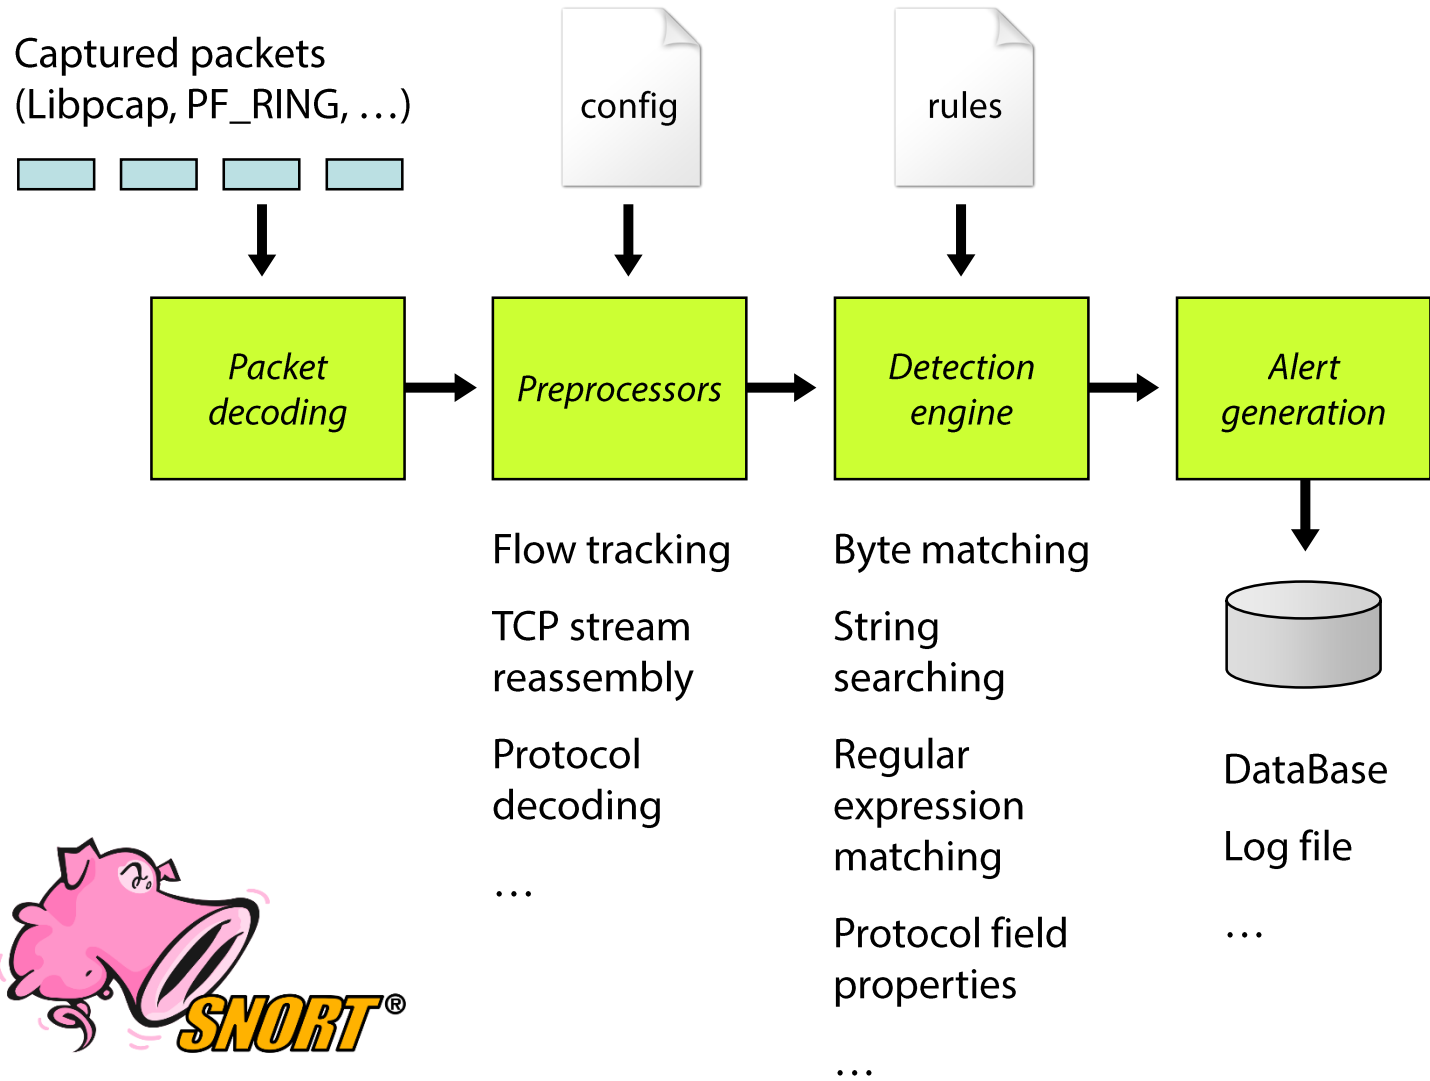 Captured packets
(Libpcap, PF_RING, …)
config
rules
Packet
decoding
Preprocessors
Detection
engine
Alert
generation
Flow tracking
TCP stream
reassembly
Protocol
decoding
…
Byte matching
String
searching
Regular
expression
matching
Protocol field
properties
…
DataBase
Log file
…
SNORT®